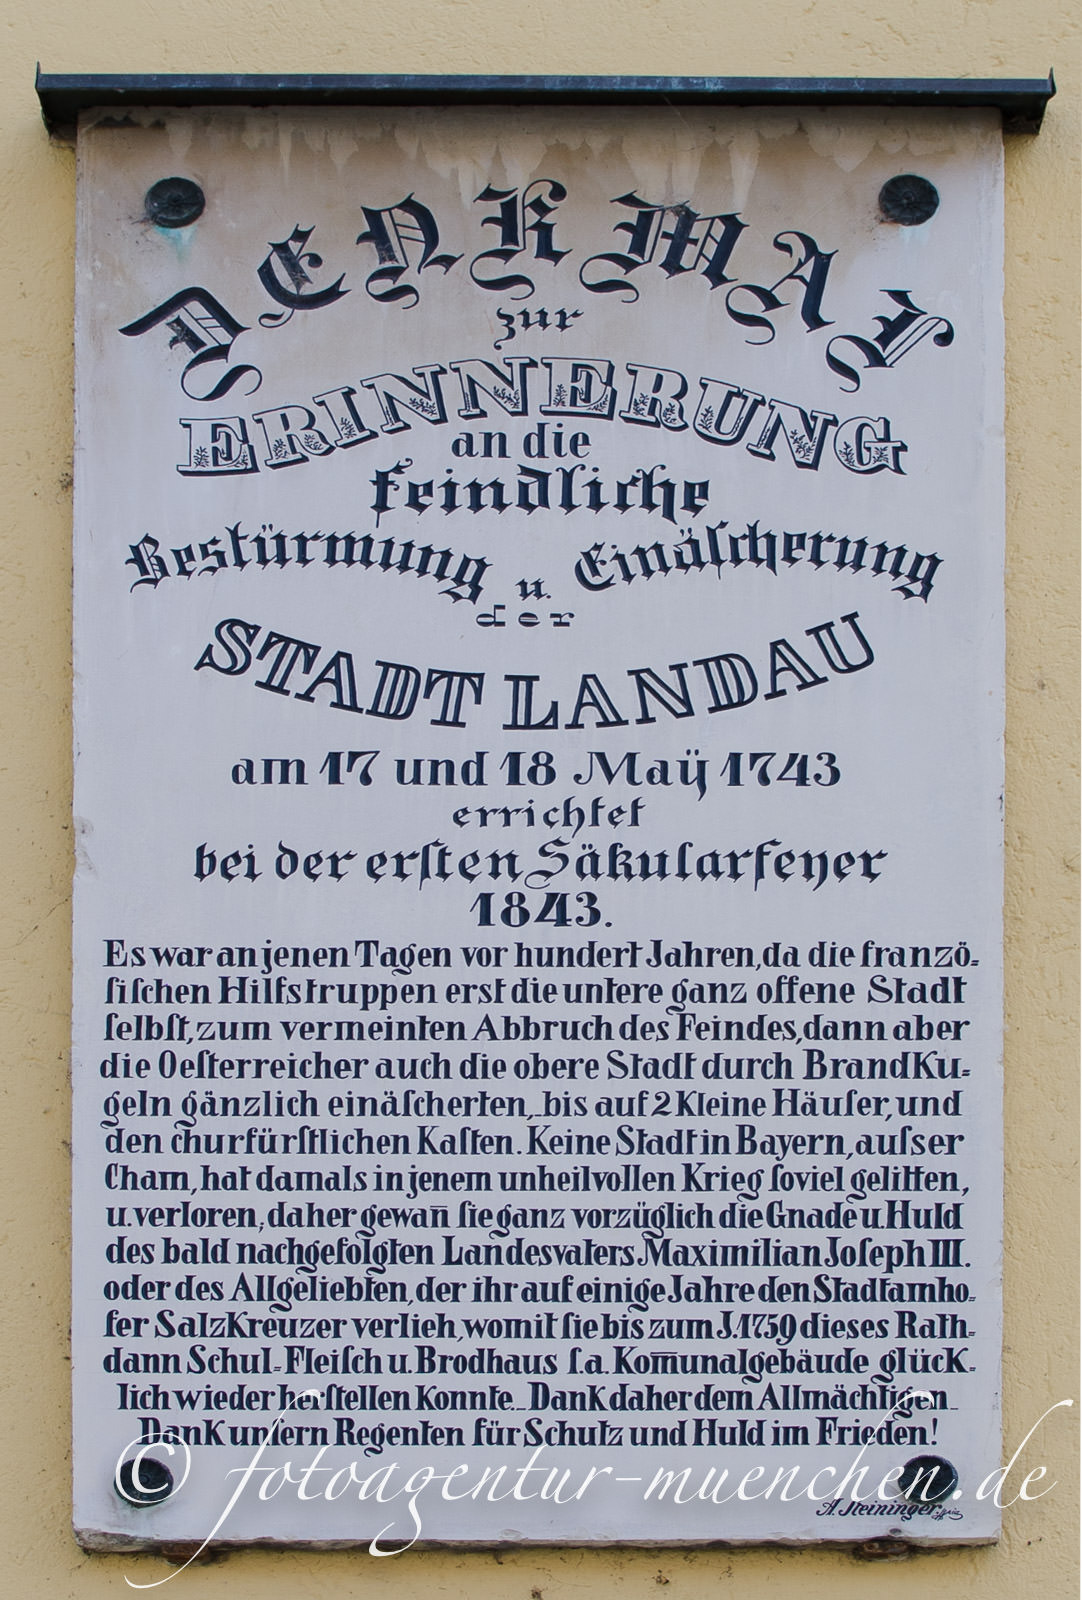 DENKMAL
zur
ERINNERUNG
an die
feindliche
Bestürmung u. Einäſcherung
der
STADT LANDAU
am 17 und 18 Maÿ 1743
errichtet
bei der erſten Säkularfeyer
1843.
Es war an jenen Tagen vor hundert Jahren, da die franzö-
ſiſchen Hilfstruppen erst die untere ganz offene Stadt
ſelbſt, zum vermeinten Abbruch des Feindes, dann aber
die Oeſterreicher auch die obere Stadt durch BrandKu-
geln gänzlich einäſcherten, _ bis auf 2 Kleine Häuſer, und
den churfürſtlichen Kaſten. Keine Stadt in Bayern, auſser
Cham, hat damals in jenem unheilvollen Krieg ſoviel gelitten,
u. verloren; daher gewan̅ ſie ganz vorzüglich die Gnade u. Huld
des bald nachgefolgten Landesvaters Maximilian Joſeph III.
oder des Allgeliebten, der ihr auf einige Jahre den Stadtamho-
fer SalzKreuzer verlieh, womit ſie bis zum J. 1759 dieses Rath-
dann Schul- Fleiſch u. Brodhaus ſ. a. Kom̅unalgebäude glücK-
lich wieder herſtellen Konnte. _ DanK daher dem Allmächtigen _
DanK unſern Regenten für Schutz und Huld im Frieden!
© fotoagentur-muenchen.de
A. Steininger